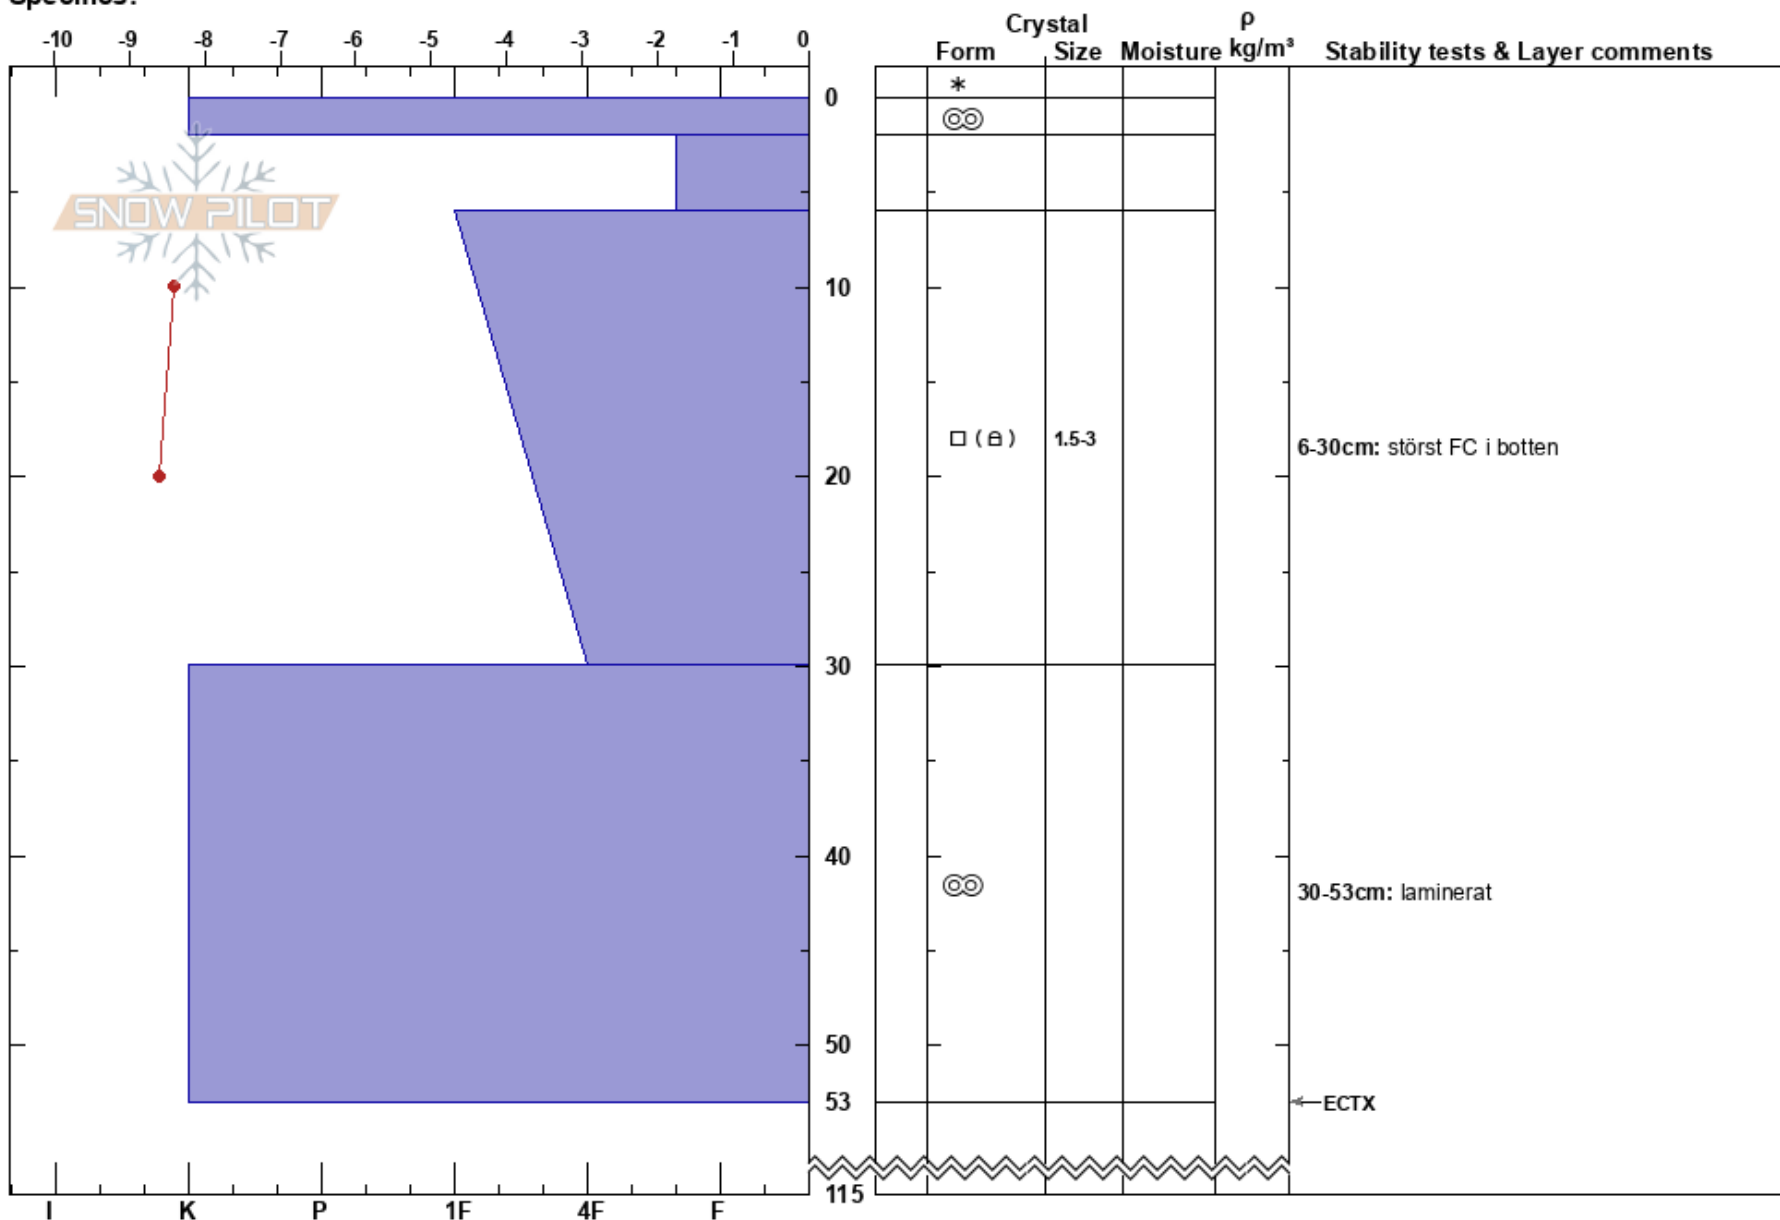 Specifics:
Crystal ρ
-10 -9 -8 -7 -6 -5 -4 -3 -2 -1 0
Form Size Moisture kg/m³ Stability tests & Layer comments
0
SNOW PILOT
10
1.5-3
6-30cm: störst FC i botten
20
30
40
30-53cm: laminerat
50
53
ECTX
115
I K P 1F 4F F